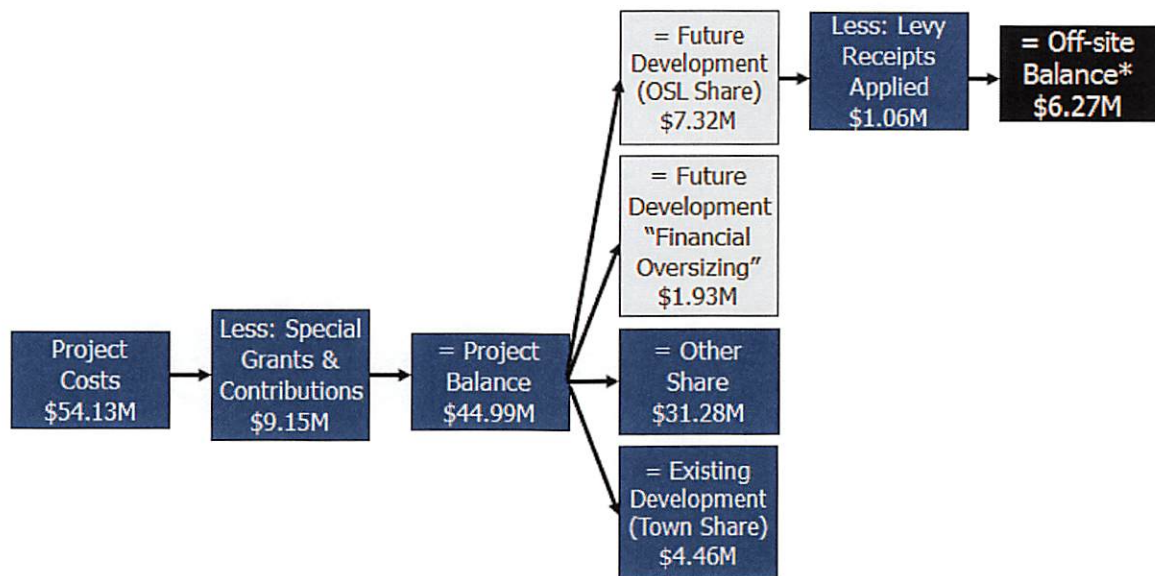 Project
Costs
$54.13M
Less: Special
Grants &
Contributions
$9.15M
= Project
Balance
$44.99M
= Future
Development
(OSL Share)
$7.32M
Less: Levy
Receipts
Applied
$1.06M
= Off-site
Balance*
$6.27M
= Future
Development
“Financial
Oversizing”
$1.93M
= Other
Share
$31.28M
= Existing
Development
(Town Share)
$4.46M